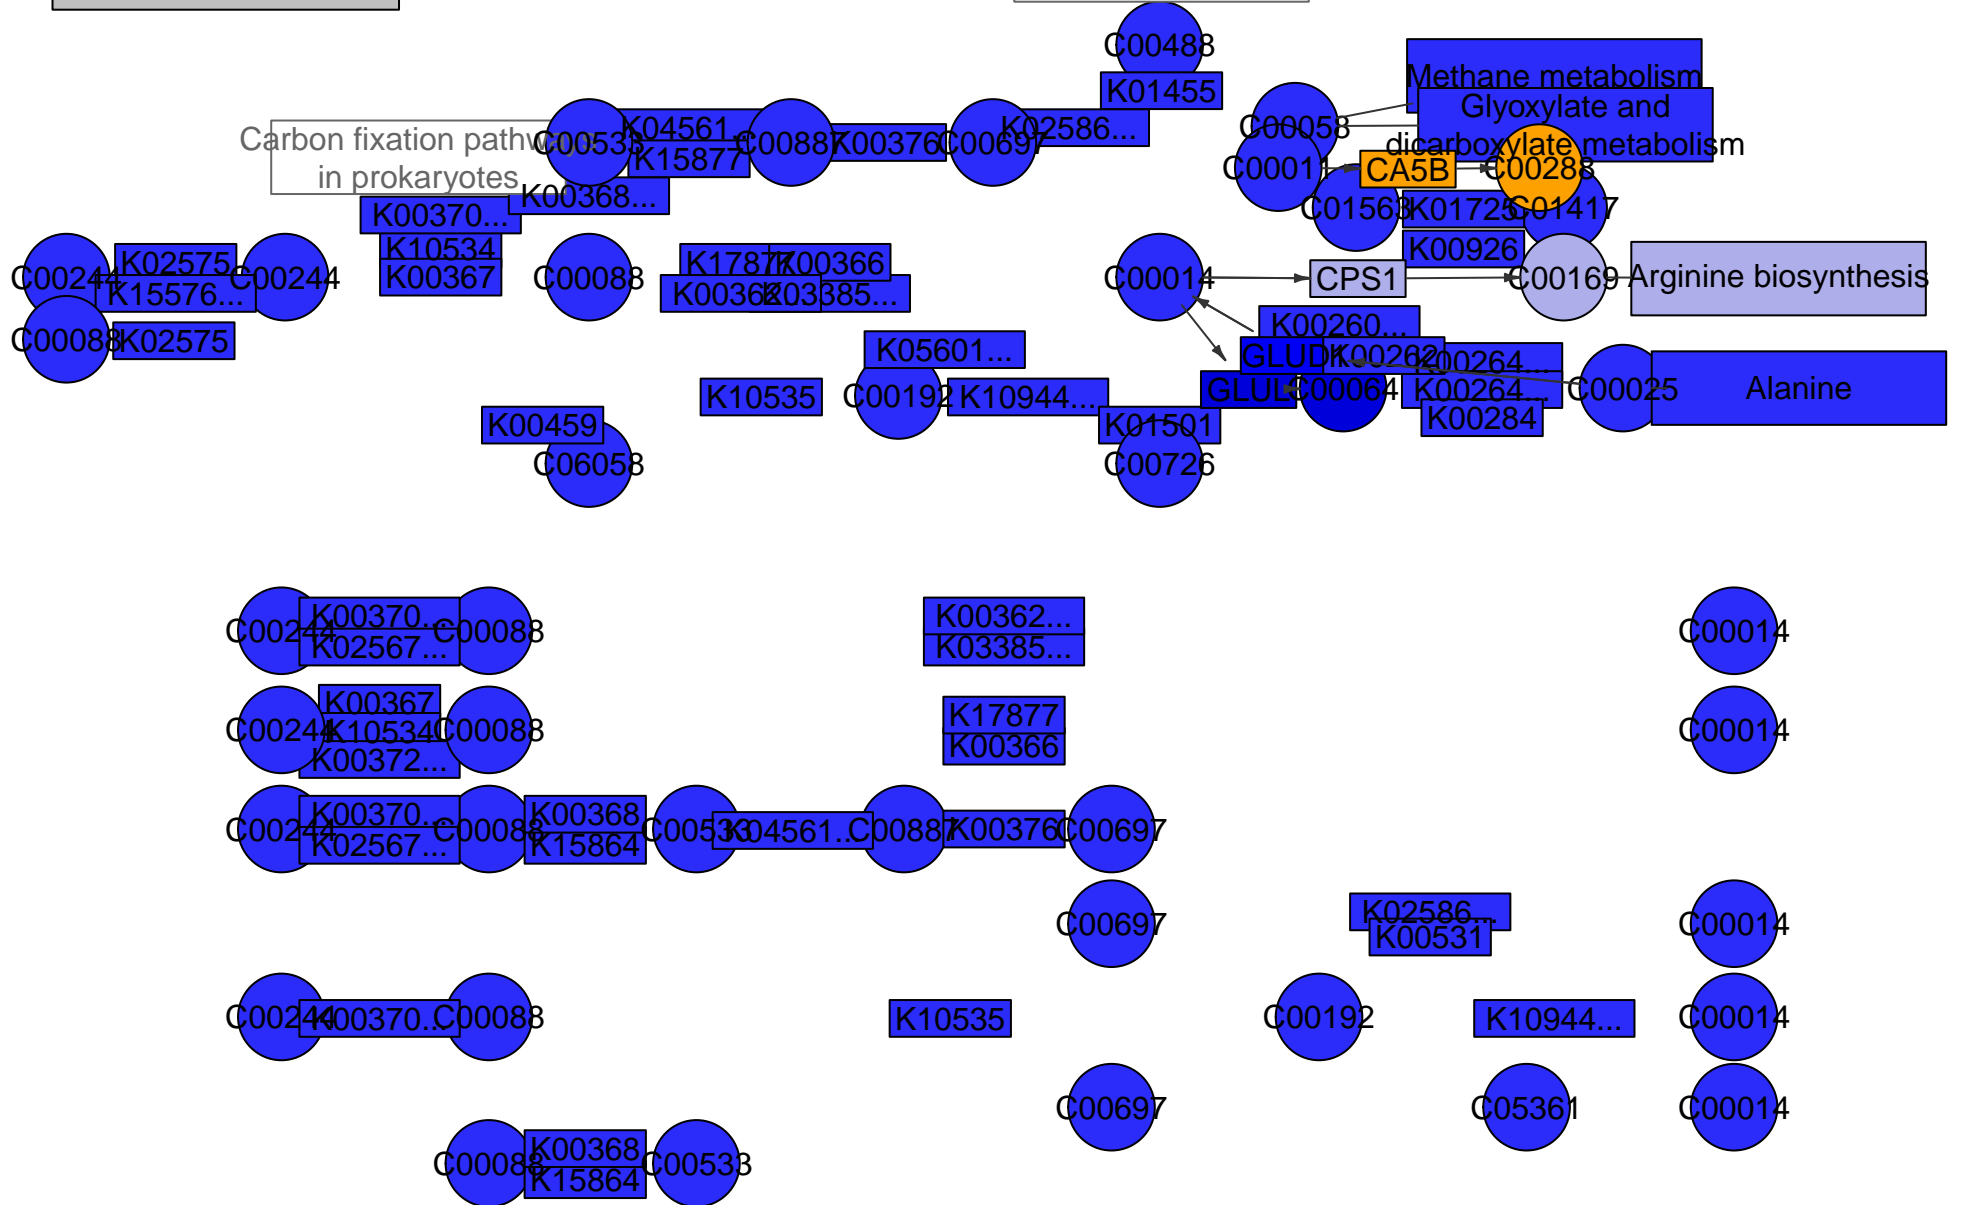 C00488
Methane metabolism
K01455
Glyoxylate and
dicarboxylate metabolism
Carbon fixation pathways
in prokaryotes
C00533
K04561...
K15877
C00887
K00376
C00697
K02586...
C00058
C00011
CA5B
C00288
K00368...
K00370...
C01563
K01725
C01417
K10534
K00367
K00926
C00244
K02575
K15576...
C00244
C00088
K17877
K00366
K00362...
K03385...
C00014
CPS1
C00169
Arginine biosynthesis
C00088
K02575
K00260...
K05601...
GLUD1
K00262
K00264...
K10535
C00192
K10944...
GLUL
C00064
K00264...
C00025
Alanine
K00459
K01501
K00284
C06058
C00726
C00244
K00370...
K02567...
C00088
K00362...
K03385...
C00014
C00244
K00367
K10534
K00372...
C00088
K17877
K00366
C00014
C00244
K00370...
K02567...
C00088
K00368
K15864
C00533
K04561...
C00887
K00376
C00697
C00697
K02586...
K00531
C00014
C00244
K00370...
C00088
K10535
C00192
K10944...
C00014
C00697
C05361
C00014
C00088
K00368
K15864
C00533